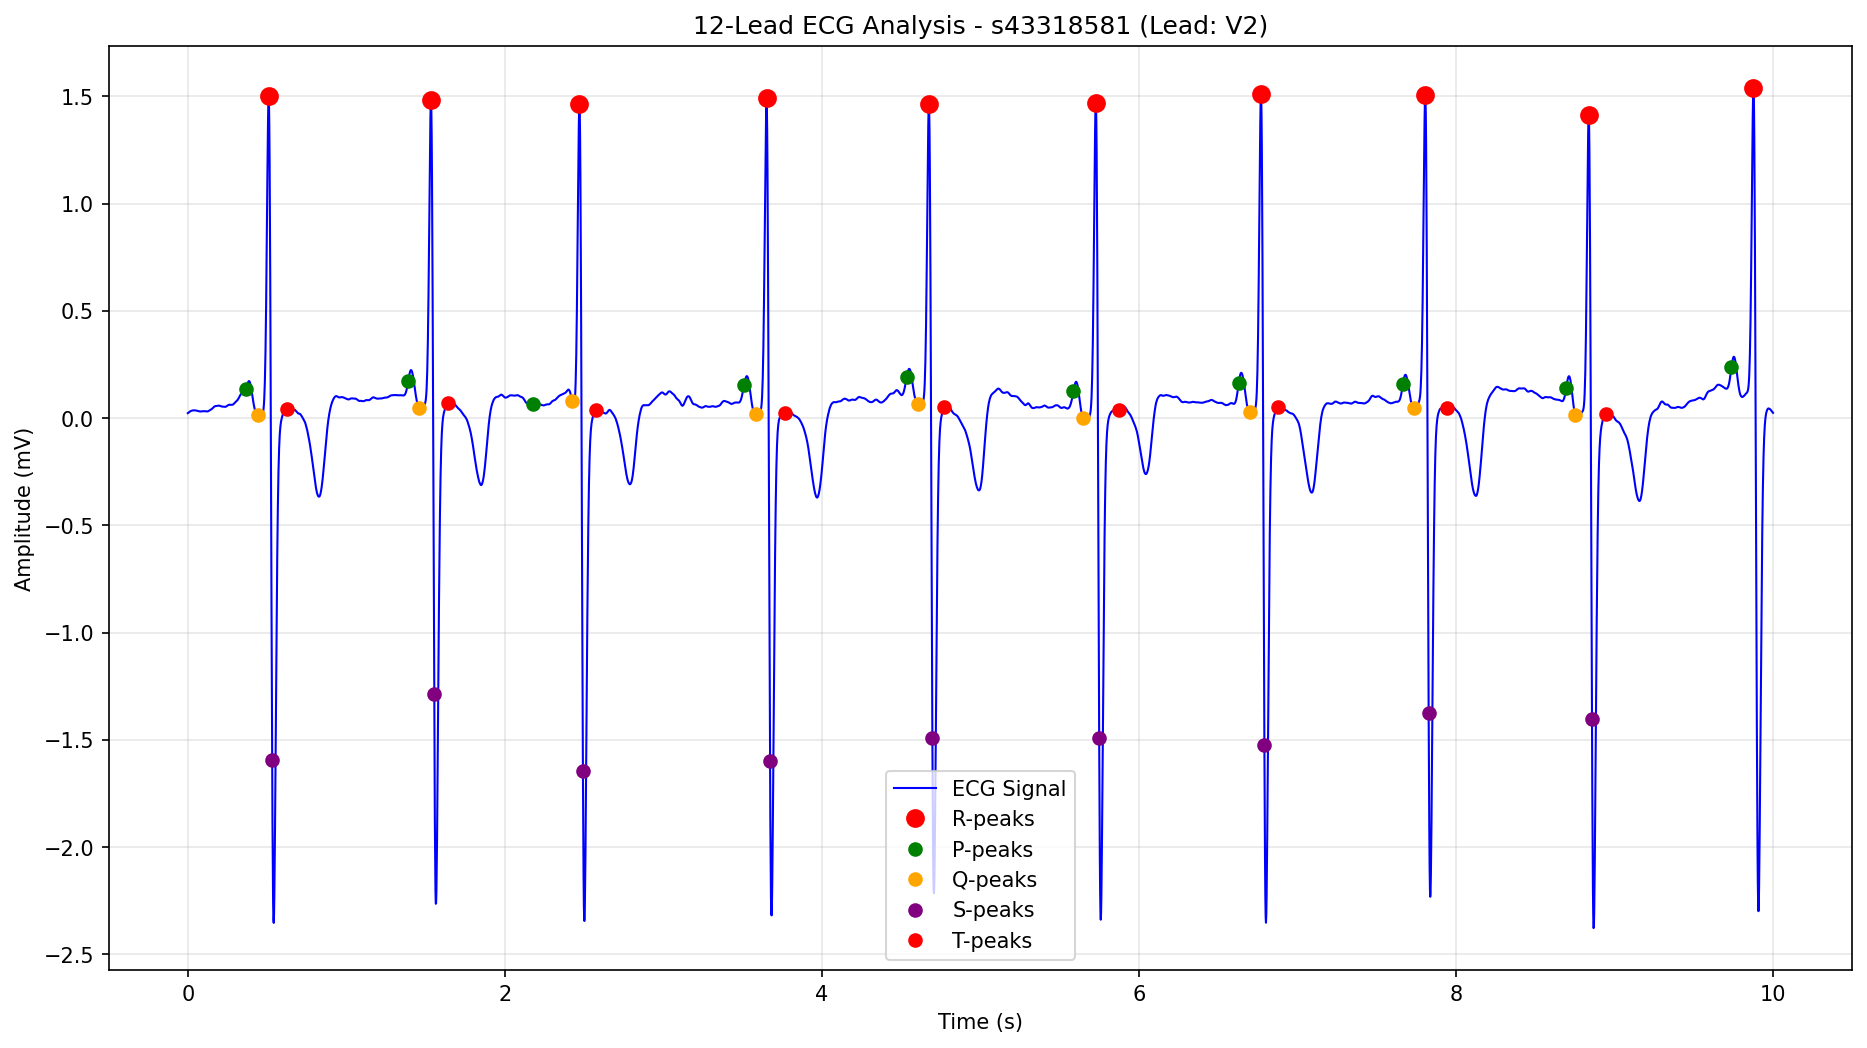 12-Lead ECG Analysis - s43318581 (Lead: V2)
Amplitude (mV)
1.5
1.0
0.5
0.0
−0.5
−1.0
−1.5
−2.0
−2.5
ECG Signal
R-peaks
P-peaks
Q-peaks
S-peaks
T-peaks
0 2 4 6 8 10
Time (s)